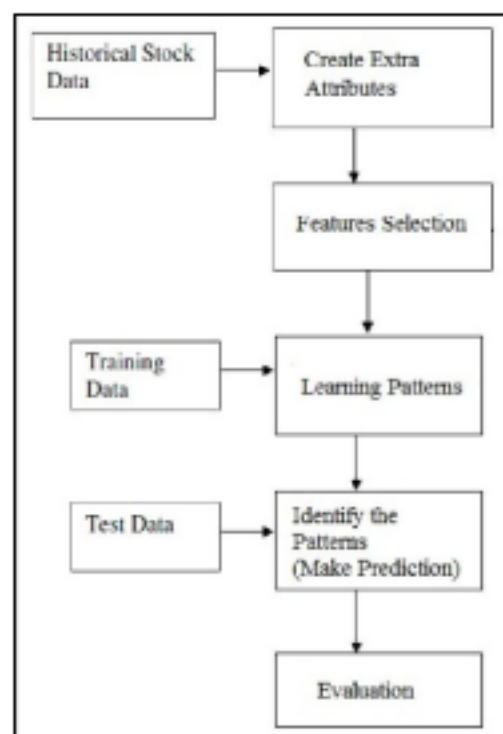 Historical Stock
Data
Create Extra
Attributes
Features Selection
Training
Data
Learning Patterns
Test Data
Identify the
Patterns
(Make Prediction)
Evaluation